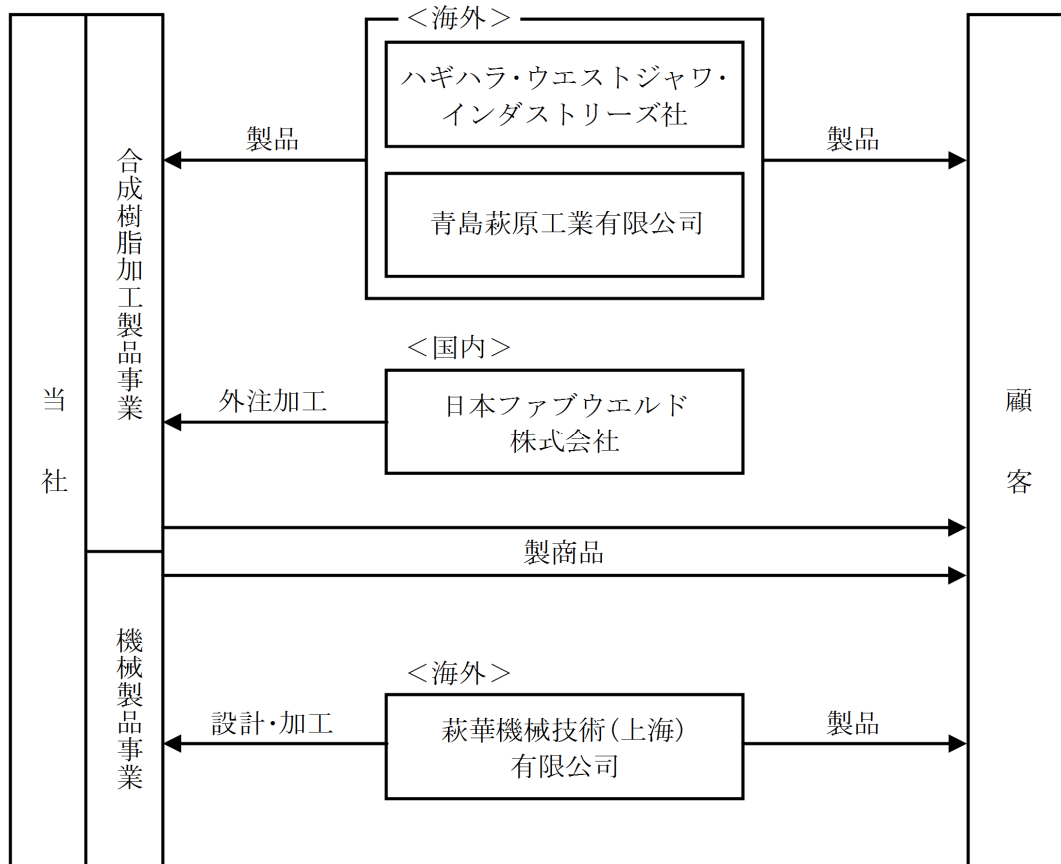 当社
合成樹脂加工製品事業
機械製品事業
＜海外＞
ハギハラ・ウエストジャワ・
インダストリーズ社
青島萩原工業有限公司
製品
製品
＜国内＞
日本ファブウエルド
株式会社
外注加工
製商品
＜海外＞
萩華機械技術(上海)
有限公司
設計・加工
製品
顧客